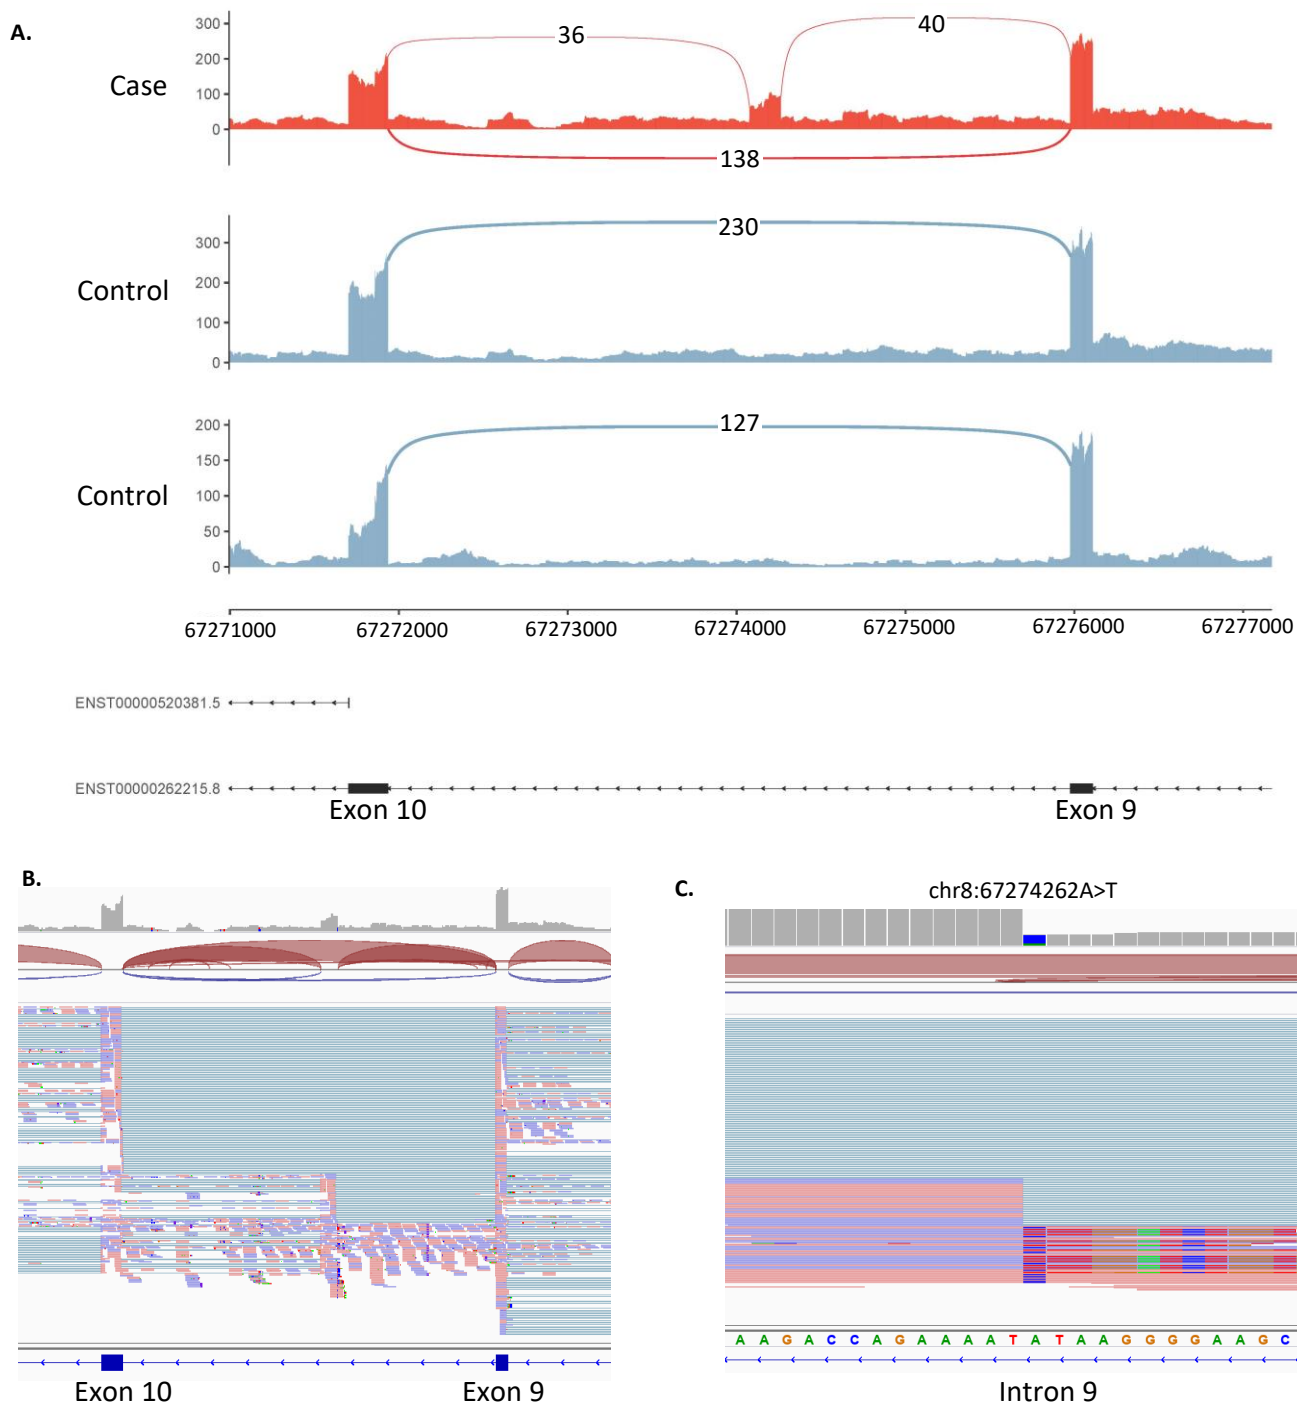 A.
Case
300
200
100
0
36
40
138
Control
300
200
100
0
230
Control
200
150
100
50
0
127
67271000 67272000 67273000 67274000 67275000 67276000 67277000
ENST00000520381.5
ENST00000262215.8
Exon 10 Exon 9
B.
Exon 10 Exon 9
C.
chr8:67274262A>T
A A G A C C A G A A A A T A T A A G G G G A A G C
Intron 9